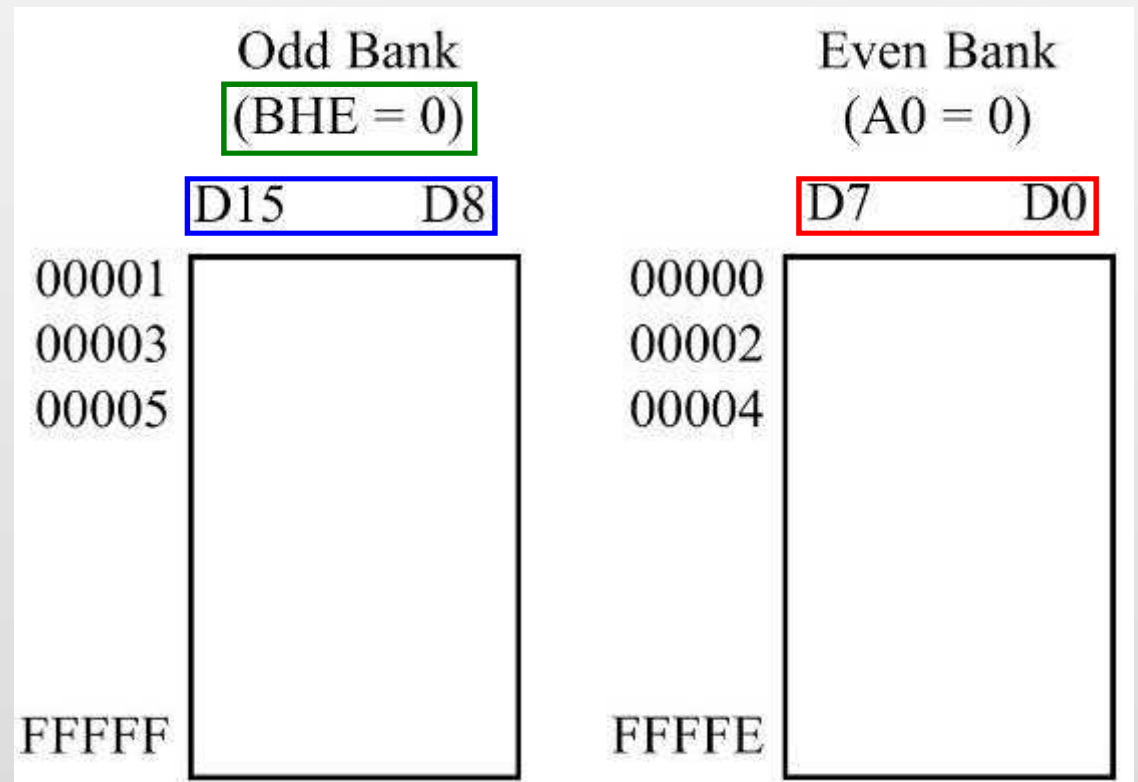 Odd Bank
(BHE = 0)
D15 D8
00001
00003
00005
FFFFF
Even Bank
(A0 = 0)
D7 D0
00000
00002
00004
FFFFE